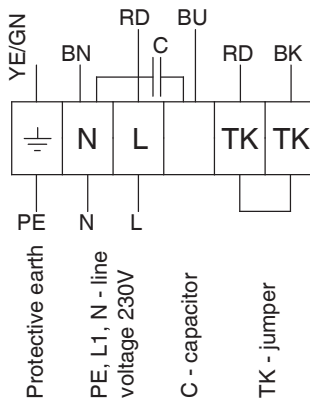 YE/GN
BN
RD
C
BU
RD
BK
N
L
TK
TK
PE
N
L
Protective earth
PE, L1, N - line
voltage 230V
C - capacitor
TK - jumper